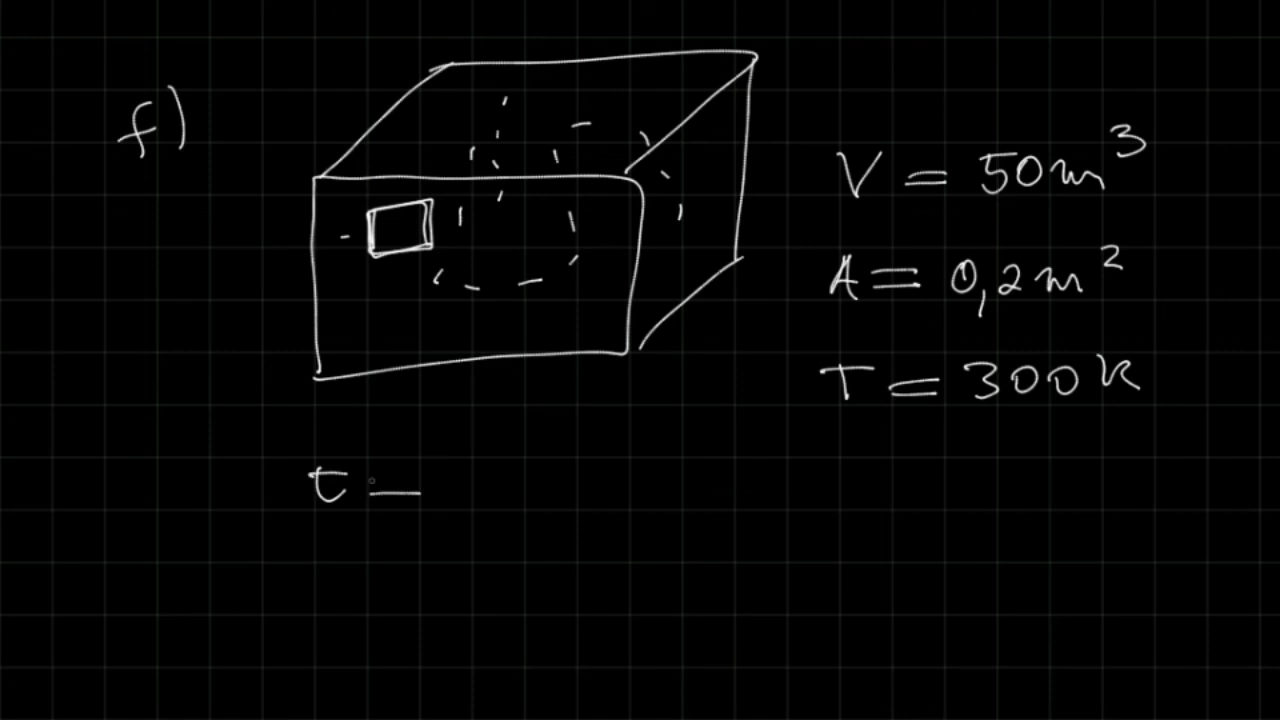 f)
V = 50m³
A = 0,2m²
T = 300K
t =